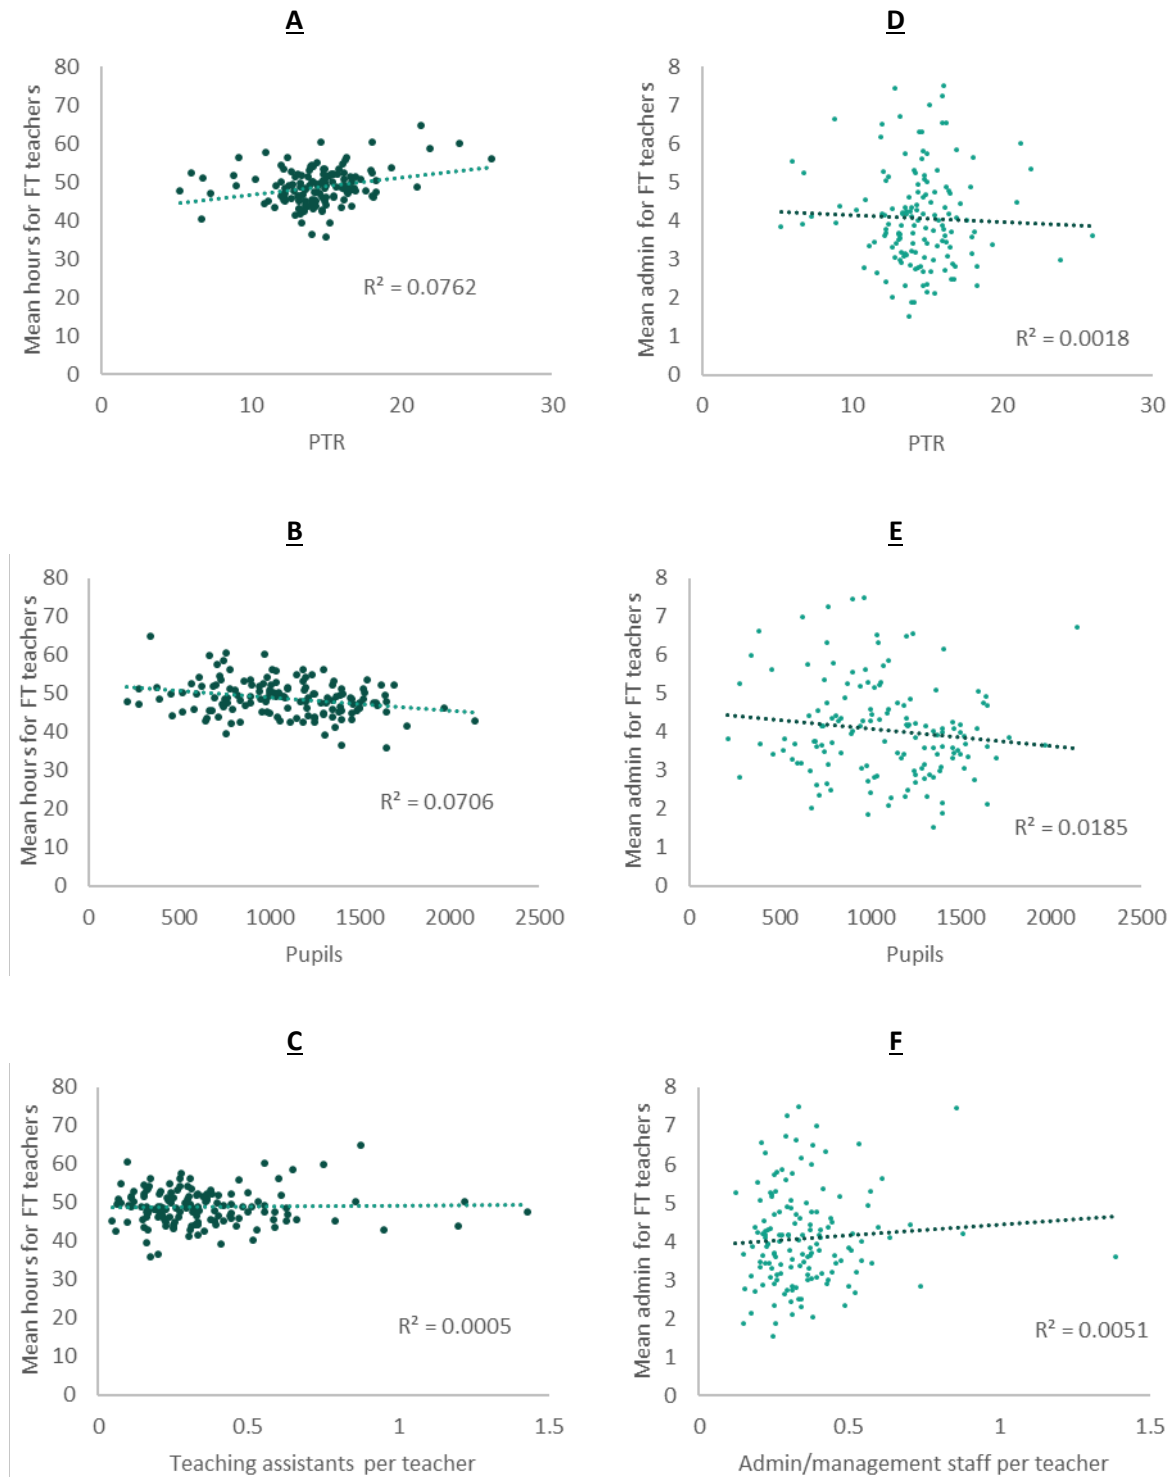 A
80
70
60
50
40
30
20
10
0
Mean hours for FT teachers
R² = 0.0762
0 10 20 30
PTR
D
8
7
6
5
4
3
2
1
0
Mean admin for FT teachers
R² = 0.0018
0 10 20 30
PTR
B
80
70
60
50
40
30
20
10
0
Mean hours for FT teachers
R² = 0.0706
0 500 1000 1500 2000 2500
Pupils
E
8
7
6
5
4
3
2
1
0
Mean admin for FT teachers
R² = 0.0185
0 500 1000 1500 2000 2500
Pupils
C
80
70
60
50
40
30
20
10
0
Mean hours for FT teachers
R² = 0.0005
0 0.5 1 1.5
Teaching assistants per teacher
F
8
7
6
5
4
3
2
1
0
Mean admin for FT teachers
R² = 0.0051
0 0.5 1 1.5
Admin/management staff per teacher